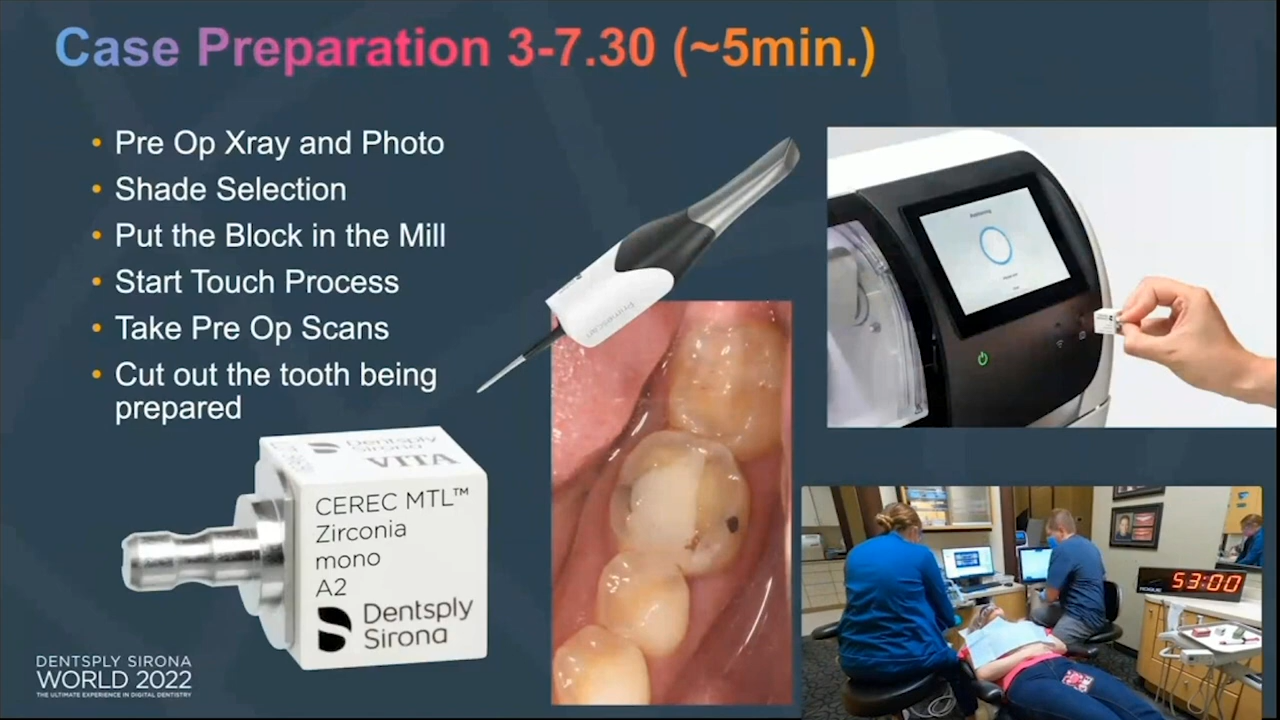 Case Preparation 3-7.30 (~5min.)
• Pre Op Xray and Photo
• Shade Selection
• Put the Block in the Mill
• Start Touch Process
• Take Pre Op Scans
• Cut out the tooth being
prepared
Primescan
Dentsply
Sirona
VITA
CEREC MTL™
Zirconia
mono
A2
Dentsply
Sirona
53:00
DENTSPLY SIRONA
WORLD 2022
THE ULTIMATE EXPERIENCE IN DIGITAL DENTISTRY